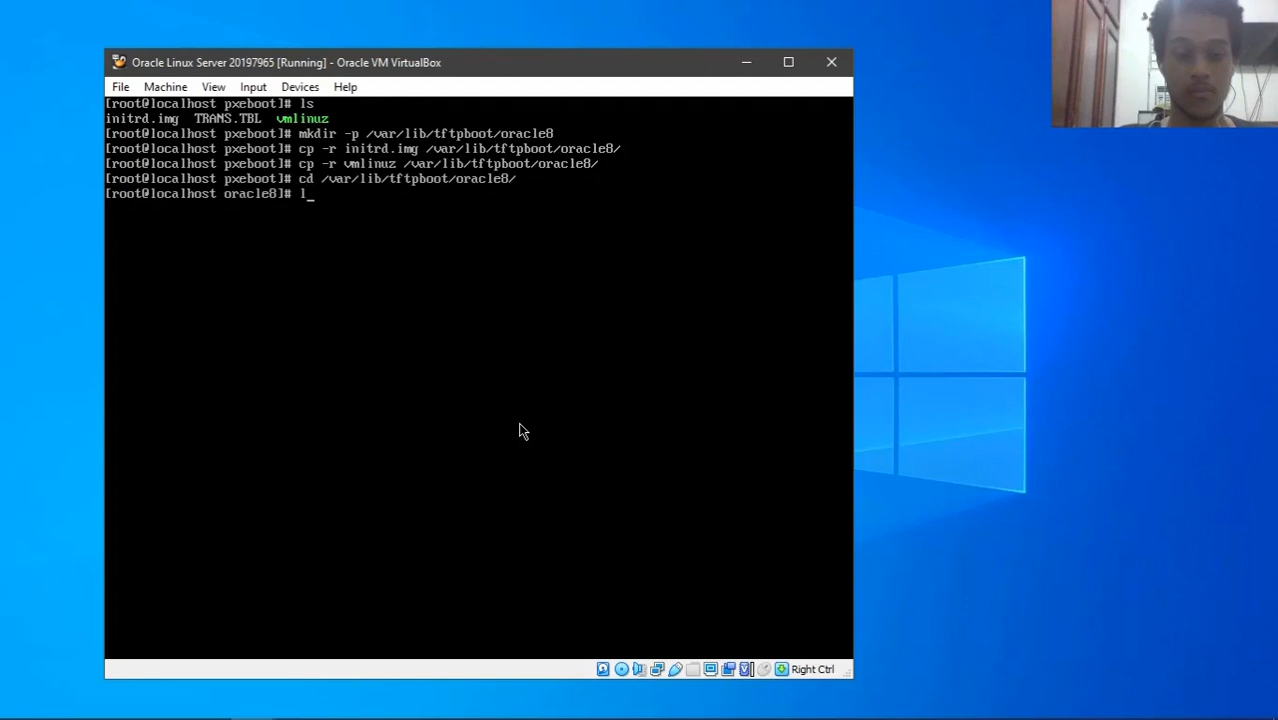 Oracle Linux Server 20197965 [Running] - Oracle VM VirtualBox
File Machine View Input Devices Help
[root@localhost pxeboot]# ls
initrd.img TRANS.TBL vmlinuz
[root@localhost pxeboot]# mkdir -p /var/lib/tftpboot/oracle8
[root@localhost pxeboot]# cp -r initrd.img /var/lib/tftpboot/oracle8/
[root@localhost pxeboot]# cp -r vmlinuz /var/lib/tftpboot/oracle8/
[root@localhost pxeboot]# cd /var/lib/tftpboot/oracle8/
[root@localhost oracle8]# l_
Right Ctrl